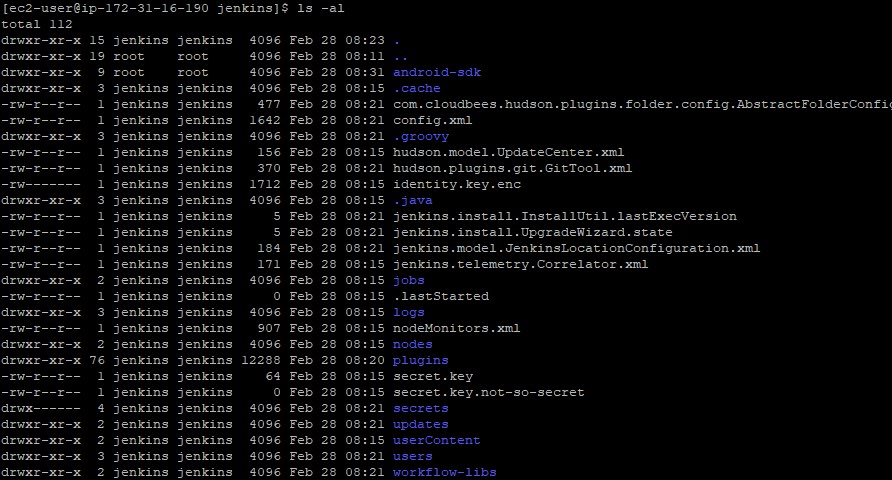 [ec2-user@ip-172-31-16-190 jenkins]$ ls -al
total 112
drwxr-xr-x 15 jenkins jenkins  4096 Feb 28 08:23 .
drwxr-xr-x 19 root    root     4096 Feb 28 08:11 ..
drwxr-xr-x  9 root    root     4096 Feb 28 08:31 android-sdk
drwxr-xr-x  3 jenkins jenkins  4096 Feb 28 08:15 .cache
-rw-r--r--  1 jenkins jenkins   477 Feb 28 08:21 com.cloudbees.hudson.plugins.folder.config.AbstractFolderConfig
-rw-r--r--  1 jenkins jenkins  1642 Feb 28 08:21 config.xml
drwxr-xr-x  3 jenkins jenkins  4096 Feb 28 08:21 .groovy
-rw-r--r--  1 jenkins jenkins   156 Feb 28 08:15 hudson.model.UpdateCenter.xml
-rw-r--r--  1 jenkins jenkins   370 Feb 28 08:21 hudson.plugins.git.GitTool.xml
-rw-------  1 jenkins jenkins  1712 Feb 28 08:15 identity.key.enc
drwxr-xr-x  3 jenkins jenkins  4096 Feb 28 08:15 .java
-rw-r--r--  1 jenkins jenkins     5 Feb 28 08:21 jenkins.install.InstallUtil.lastExecVersion
-rw-r--r--  1 jenkins jenkins     5 Feb 28 08:21 jenkins.install.UpgradeWizard.state
-rw-r--r--  1 jenkins jenkins   184 Feb 28 08:21 jenkins.model.JenkinsLocationConfiguration.xml
-rw-r--r--  1 jenkins jenkins   171 Feb 28 08:15 jenkins.telemetry.Correlator.xml
drwxr-xr-x  2 jenkins jenkins  4096 Feb 28 08:15 jobs
-rw-r--r--  1 jenkins jenkins     0 Feb 28 08:15 .lastStarted
drwxr-xr-x  3 jenkins jenkins  4096 Feb 28 08:15 logs
-rw-r--r--  1 jenkins jenkins   907 Feb 28 08:15 nodeMonitors.xml
drwxr-xr-x  2 jenkins jenkins  4096 Feb 28 08:15 nodes
drwxr-xr-x 76 jenkins jenkins 12288 Feb 28 08:20 plugins
-rw-r--r--  1 jenkins jenkins    64 Feb 28 08:15 secret.key
-rw-r--r--  1 jenkins jenkins     0 Feb 28 08:15 secret.key.not-so-secret
drwx------  4 jenkins jenkins  4096 Feb 28 08:21 secrets
drwxr-xr-x  2 jenkins jenkins  4096 Feb 28 08:21 updates
drwxr-xr-x  2 jenkins jenkins  4096 Feb 28 08:15 userContent
drwxr-xr-x  3 jenkins jenkins  4096 Feb 28 08:21 users
drwxr-xr-x  2 jenkins jenkins  4096 Feb 28 08:21 workflow-libs